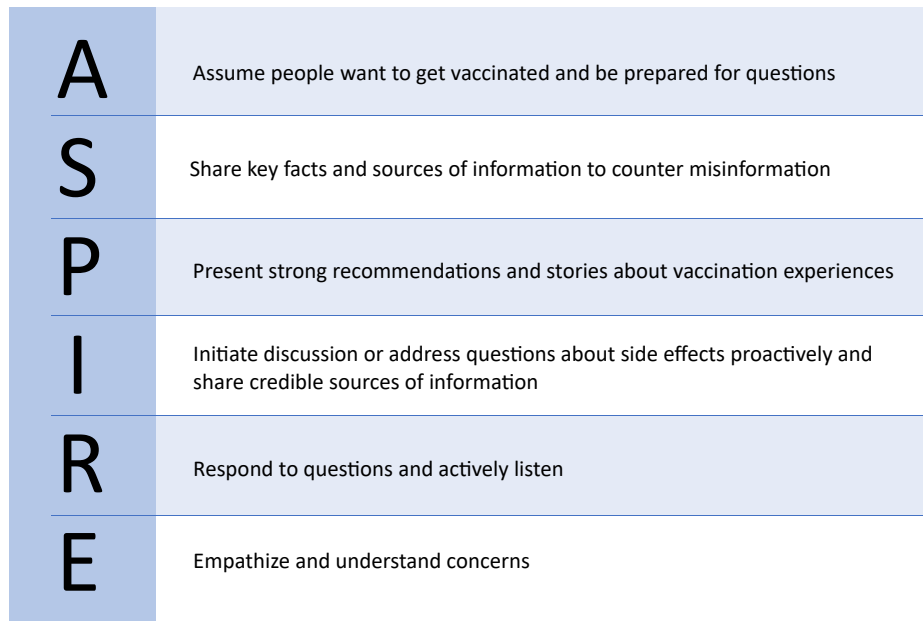 A
Assume people want to get vaccinated and be prepared for questions
S
Share key facts and sources of information to counter misinformation
P
Present strong recommendations and stories about vaccination experiences
I
Initiate discussion or address questions about side effects proactively and
share credible sources of information
R
Respond to questions and actively listen
E
Empathize and understand concerns